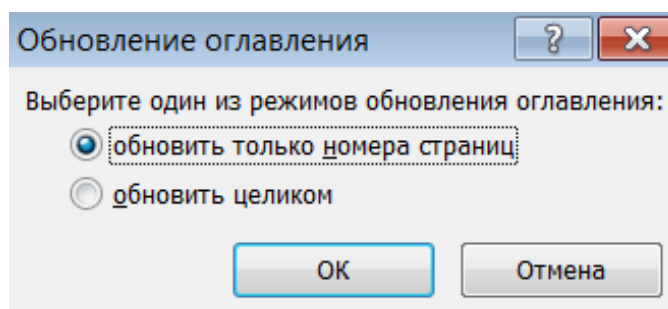 Обновление оглавления
?
Выберите один из режимов обновления оглавления:
обновить только номера страниц
обновить целиком
ОК
Отмена